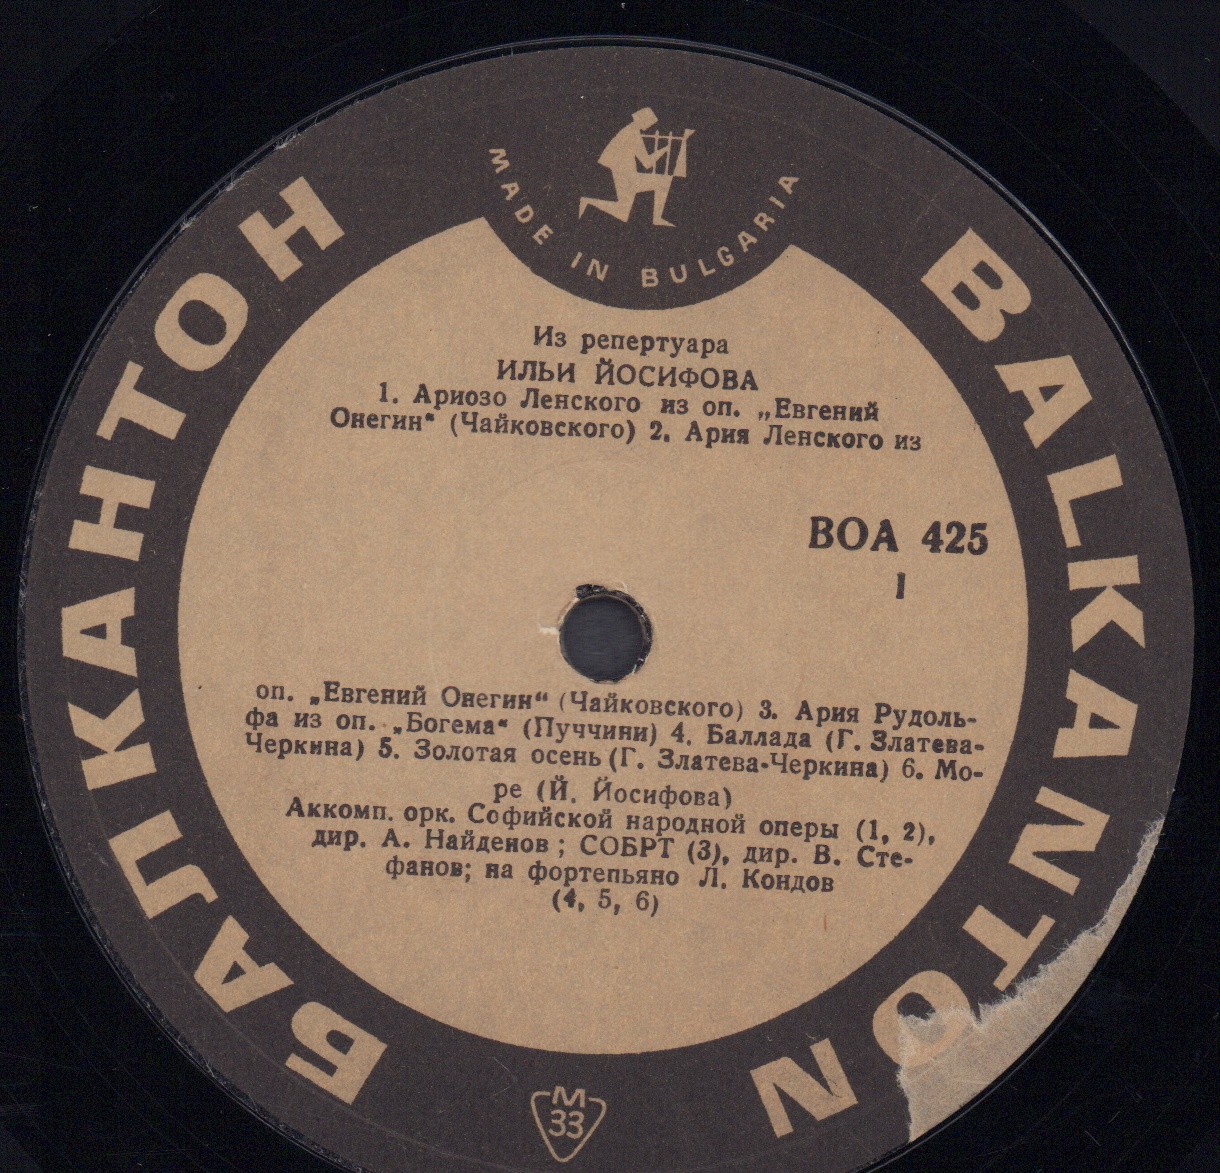 MADE IN BULGARIA
БАЛКАНТОН
BALKANTON
Из репертуара
ИЛЬИ ЙОСИФОВА
1. Ариозо Ленского из оп. „Евгений
Онегин“ (Чайковского) 2. Ария Ленского из
ВОА 425
I
оп. „Евгений Онегин“ (Чайковского) 3. Ария Рудоль-
фа из оп. „Богема“ (Пуччини) 4. Баллада (Г. Златева-
Черкина) 5. Золотая осень (Г. Златева-Черкина) 6. Мо-
ре (Й. Йосифова)
Аккомп. орк. Софийской народной оперы (1, 2),
дир. А. Найденов; СОБРТ (3), дир. В. Сте-
фанов; на фортепьяно Л. Кондов
(4, 5, 6)
М
33